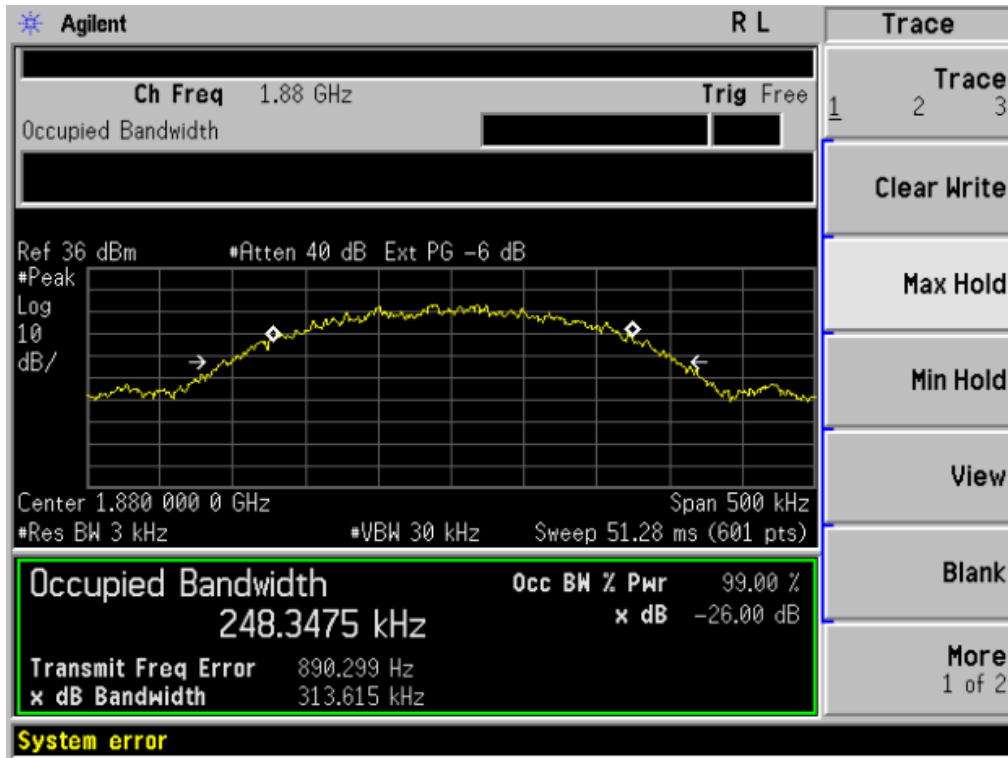 Agilent R L Trace
Ch Freq 1.88 GHz Trig Free
Occupied Bandwidth
Trace
1 2 3
Clear Write
Max Hold
Min Hold
View
Blank
More
1 of 2
Ref 36 dBm #Atten 40 dB Ext PG -6 dB
#Peak
Log
10
dB/
Center 1.880 000 0 GHz Span 500 kHz
#Res BW 3 kHz #VBW 30 kHz Sweep 51.28 ms (601 pts)
Occupied Bandwidth Occ BW % Pwr 99.00 %
248.3475 kHz x dB -26.00 dB
Transmit Freq Error 890.299 Hz
x dB Bandwidth 313.615 kHz
System error